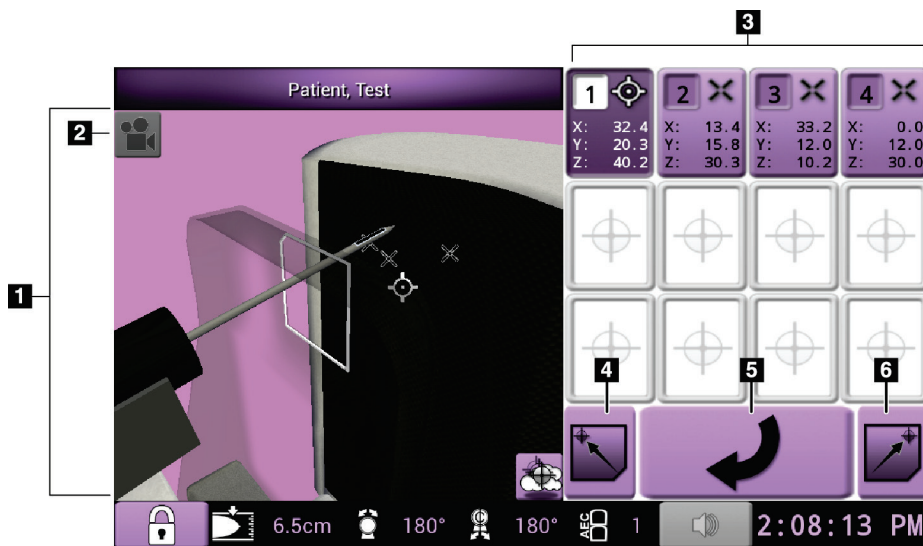 3
Patient, Test
1 2 3 4
X: 32.4 X: 13.4 X: 33.2 X: 0.0
Y: 20.3 Y: 15.8 Y: 12.0 Y: 12.0
Z: 40.2 Z: 30.3 Z: 10.2 Z: 30.0
2
1
4 5 6
6.5cm 180° C 180° AEC 1 2:08:13 PM